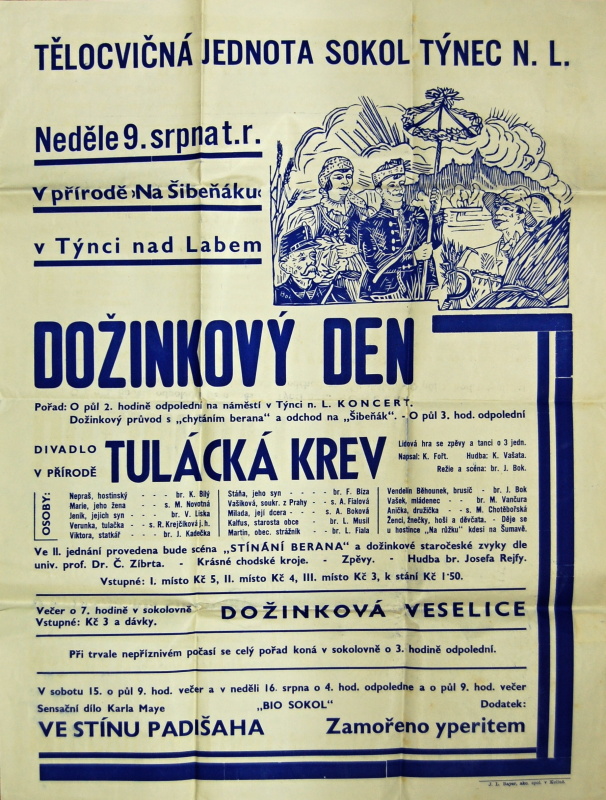 TĚLOCVIČNÁ JEDNOTA SOKOL TÝNEC N. L.
Neděle 9. srpna t. r.
V přírodě „Na Šibeňáku“
v Týnci nad Labem
DOŽINKOVÝ DEN
Pořad: O půl 2. hodině odpolední na náměstí v Týnci n. L. KONCERT.
Dožinkový průvod s „chytáním berana“ a odchod na „Šibeňák“. - O půl 3. hod. odpolední
DIVADLO
V PŘÍRODĚ
TULÁCKÁ KREV
Lidová hra se zpěvy a tanci o 3 jedn.
Napsal: K. Fořt. Hudba: K. Vašata.
Režie a scéna: br. J. Bok.
OSOBY:
Nepraš, hostinský - - - br. K. Bílý
Marie, jeho žena - - - s. M. Novotná
Jeník, jejich syn - - - br. V. Liska
Verunka, tulačka - s. R. Krejčíková j. h.
Viktora, statkář - - br. J. Kadečka
Stáňa, jeho syn - - - br. F. Bíza
Vašíková, soukr. z Prahy - s. A. Fialová
Milada, její dcera - - s. A. Boková
Kalfus, starosta obce - br. L. Musil
Martin, obec. strážník - - br. L. Fiala
Vendelín Běhounek, brusič - br. J. Bok
Vašek, mládenec - br. M. Vančura
Anička, družička - s. M. Chotěbořská
Ženci, žnečky, hoši a děvčata. - Děje se
u hostince „Na růžku“ kdesi na Šumavě.
Ve II. jednání provedena bude scéna „STÍNÁNÍ BERANA“ a dožinkové staročeské zvyky dle
univ. prof. Dr. Č. Zíbrta. - Krásné chodské kroje. - Zpěvy. - Hudba br. Josefa Rejfy.
Vstupné: I. místo Kč 5, II. místo Kč 4, III. místo Kč 3, k stání Kč 1·50.
Večer o 7. hodině v sokolovně
Vstupné: Kč 3 a dávky.
DOŽINKOVÁ VESELICE
Při trvale nepříznivém počasí se celý pořad koná v sokolovně o 3. hodině odpolední.
V sobotu 15. o půl 9. hod. večer a v neděli 16. srpna o 4. hod. odpoledne a o půl 9. hod. večer
Sensační dílo Karla Maye
„BIO SOKOL“
Dodatek:
VE STÍNU PADIŠAHA
Zamořeno yperitem